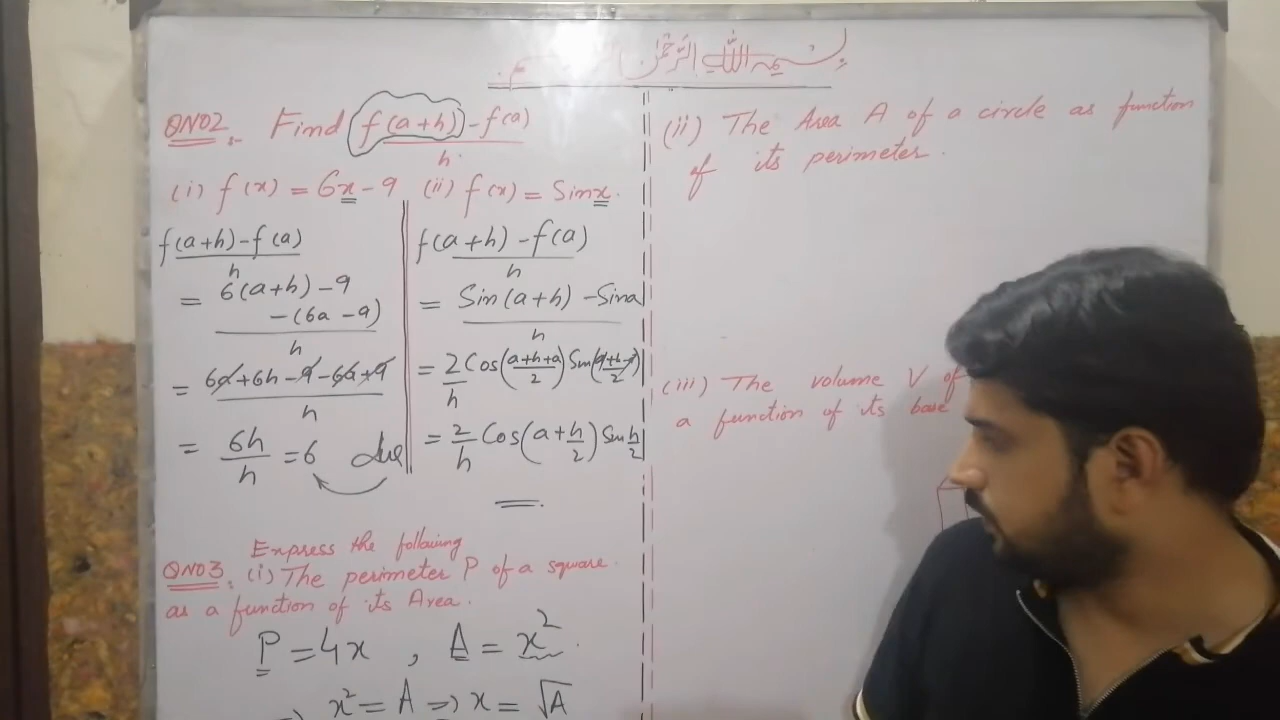 بسم الله الرحمن
QNO2:- Find f(a+h)-f(a)
h
(i) f(x) = 6x-9 (ii) f(x) = Sinx.
f(a+h)-f(a)
h
= 6(a+h)-9
-(6a-9)
h
= 6a+6h-9-6a+9
h
= 6h/h =6 Ans
f(a+h)-f(a)
h
= Sin(a+h)-Sina
h
= 2/h Cos(a+h+a/2) Sin(a+h-a/2)
= 2/h Cos(a+h/2) Sin h/2
Express the following
QNO3: (i) The perimeter P of a square.
as a function of its Area.
P = 4x , A = x².
⇒ x² = A ⇒ x = √A
(ii) The Area A of a circle as function
of its perimeter.
(iii) The volume V of
a function of its base